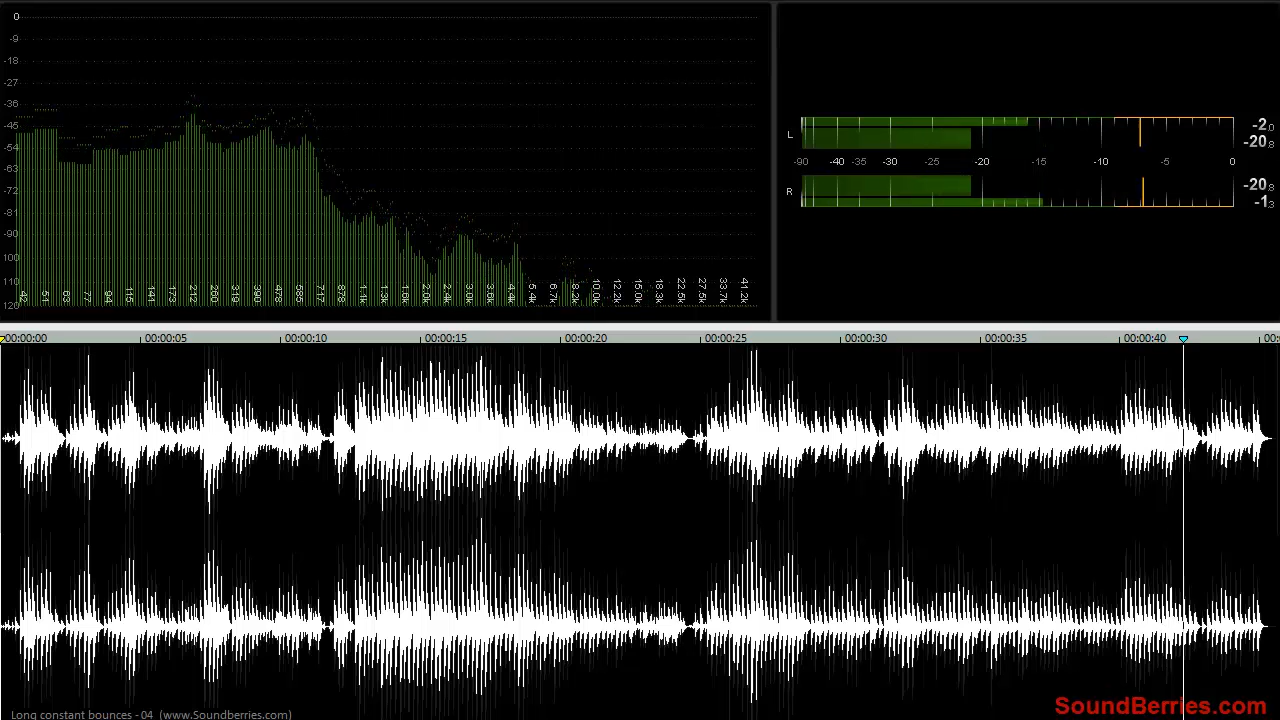 0
-9
-18
-27
-36
-45
-54
-63
-72
-81
-90
100
110
120
42 51 63 77 94 115 141 173 212 260 319 390 478 585 717 878 1.1k 1.3k 1.6k 2.0k 2.4k 3.0k 3.6k 4.4k 5.4k 6.7k 8.2k 10.0k 12.2k 15.0k 18.3k 22.5k 27.5k 33.7k 41.2k
-2.0
L -20.8
-90 -40 -35 -30 -25 -20 -15 -10 -5 0
R -20.8
-1.3
00:00:00 00:00:05 00:00:10 00:00:15 00:00:20 00:00:25 00:00:30 00:00:35 00:00:40 00:0
Long constant bounces - 04 (www.Soundberries.com)
SoundBerries.com